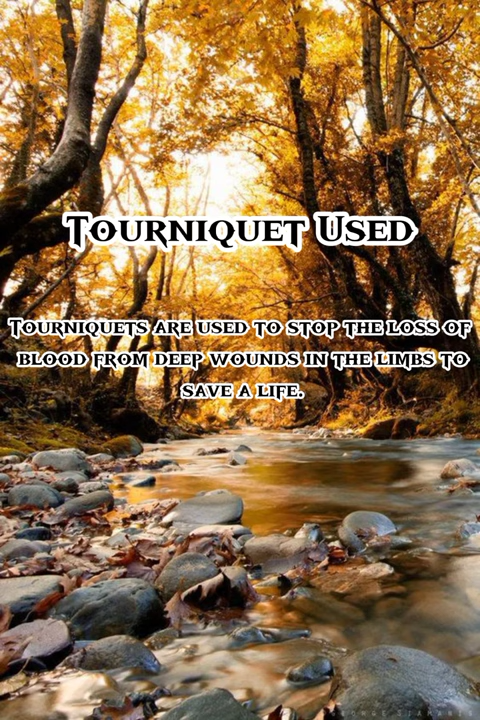 Tourniquet Used
Tourniquets are used to stop the loss of
blood from deep wounds in the limbs to
save a life.